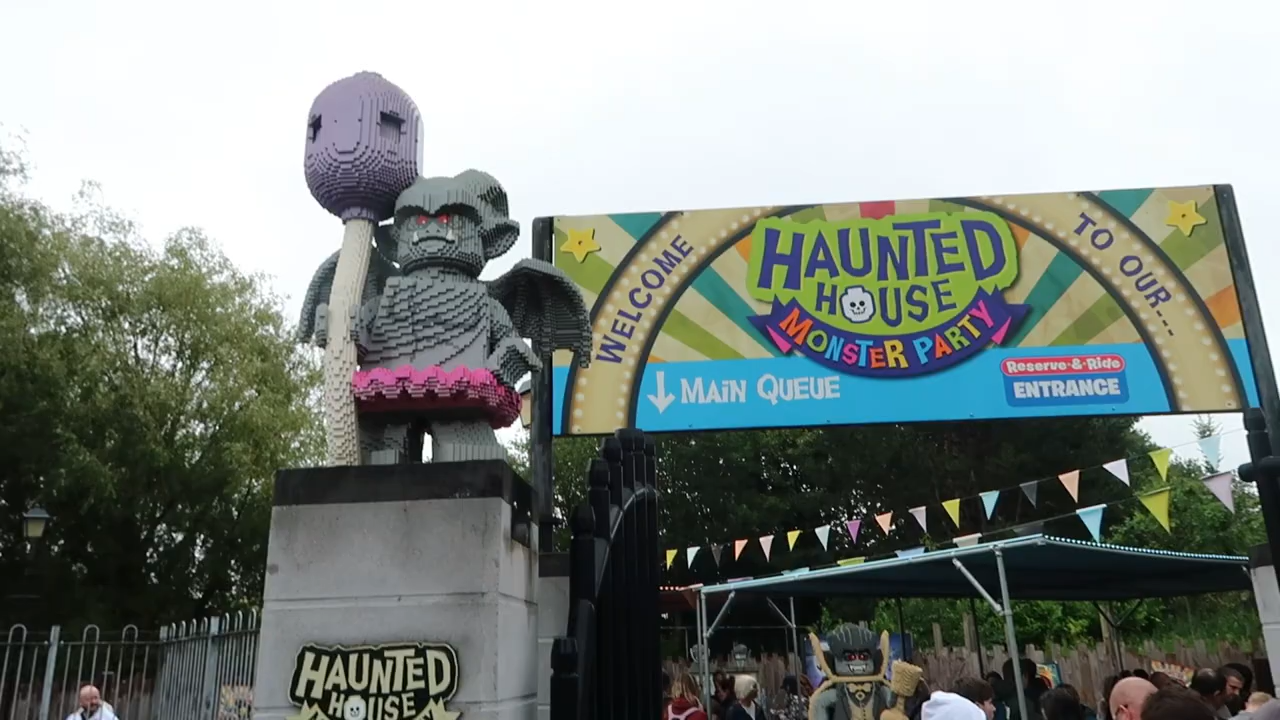 WELCOME
TO OUR...
HAUNTED
HOUSE
MONSTER PARTY
MAIN QUEUE
Reserve & Ride
ENTRANCE
HAUNTED
HOUSE